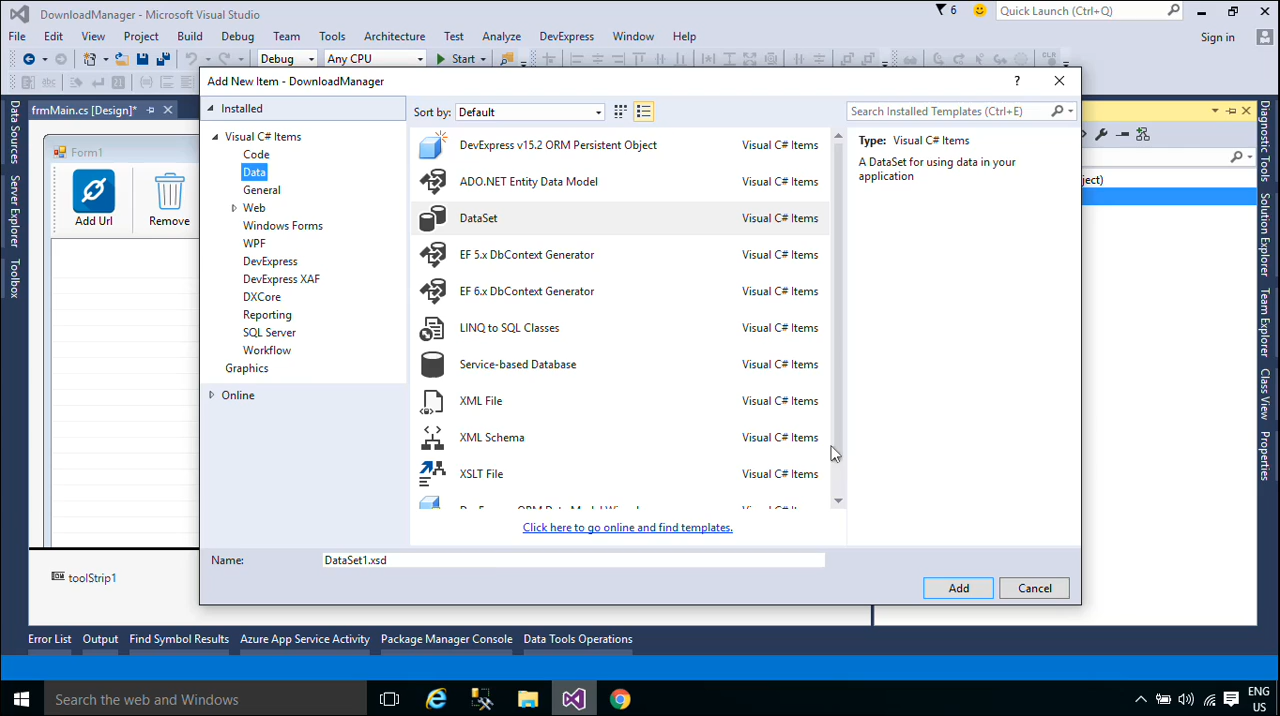 DownloadManager - Microsoft Visual Studio
6
Quick Launch (Ctrl+Q)
File Edit View Project Build Debug Team Tools Architecture Test Analyze DevExpress Window Help
Sign in
Debug Any CPU Start
Add New Item - DownloadManager
?
frmMain.cs [Design]*
Data Sources
Server Explorer
Toolbox
Form1
Add Url
Remove
Installed
Visual C# Items
Code
Data
General
Web
Windows Forms
WPF
DevExpress
DevExpress XAF
DXCore
Reporting
SQL Server
Workflow
Graphics
Online
Sort by: Default
DevExpress v15.2 ORM Persistent Object Visual C# Items
ADO.NET Entity Data Model Visual C# Items
DataSet Visual C# Items
EF 5.x DbContext Generator Visual C# Items
EF 6.x DbContext Generator Visual C# Items
LINQ to SQL Classes Visual C# Items
Service-based Database Visual C# Items
XML File Visual C# Items
XML Schema Visual C# Items
XSLT File Visual C# Items
Click here to go online and find templates.
Search Installed Templates (Ctrl+E)
Type: Visual C# Items
A DataSet for using data in your
application
ject)
Diagnostic Tools
Solution Explorer
Team Explorer
Class View
Properties
Name: DataSet1.xsd
Add Cancel
toolStrip1
Error List Output Find Symbol Results Azure App Service Activity Package Manager Console Data Tools Operations
Search the web and Windows
ENG
US